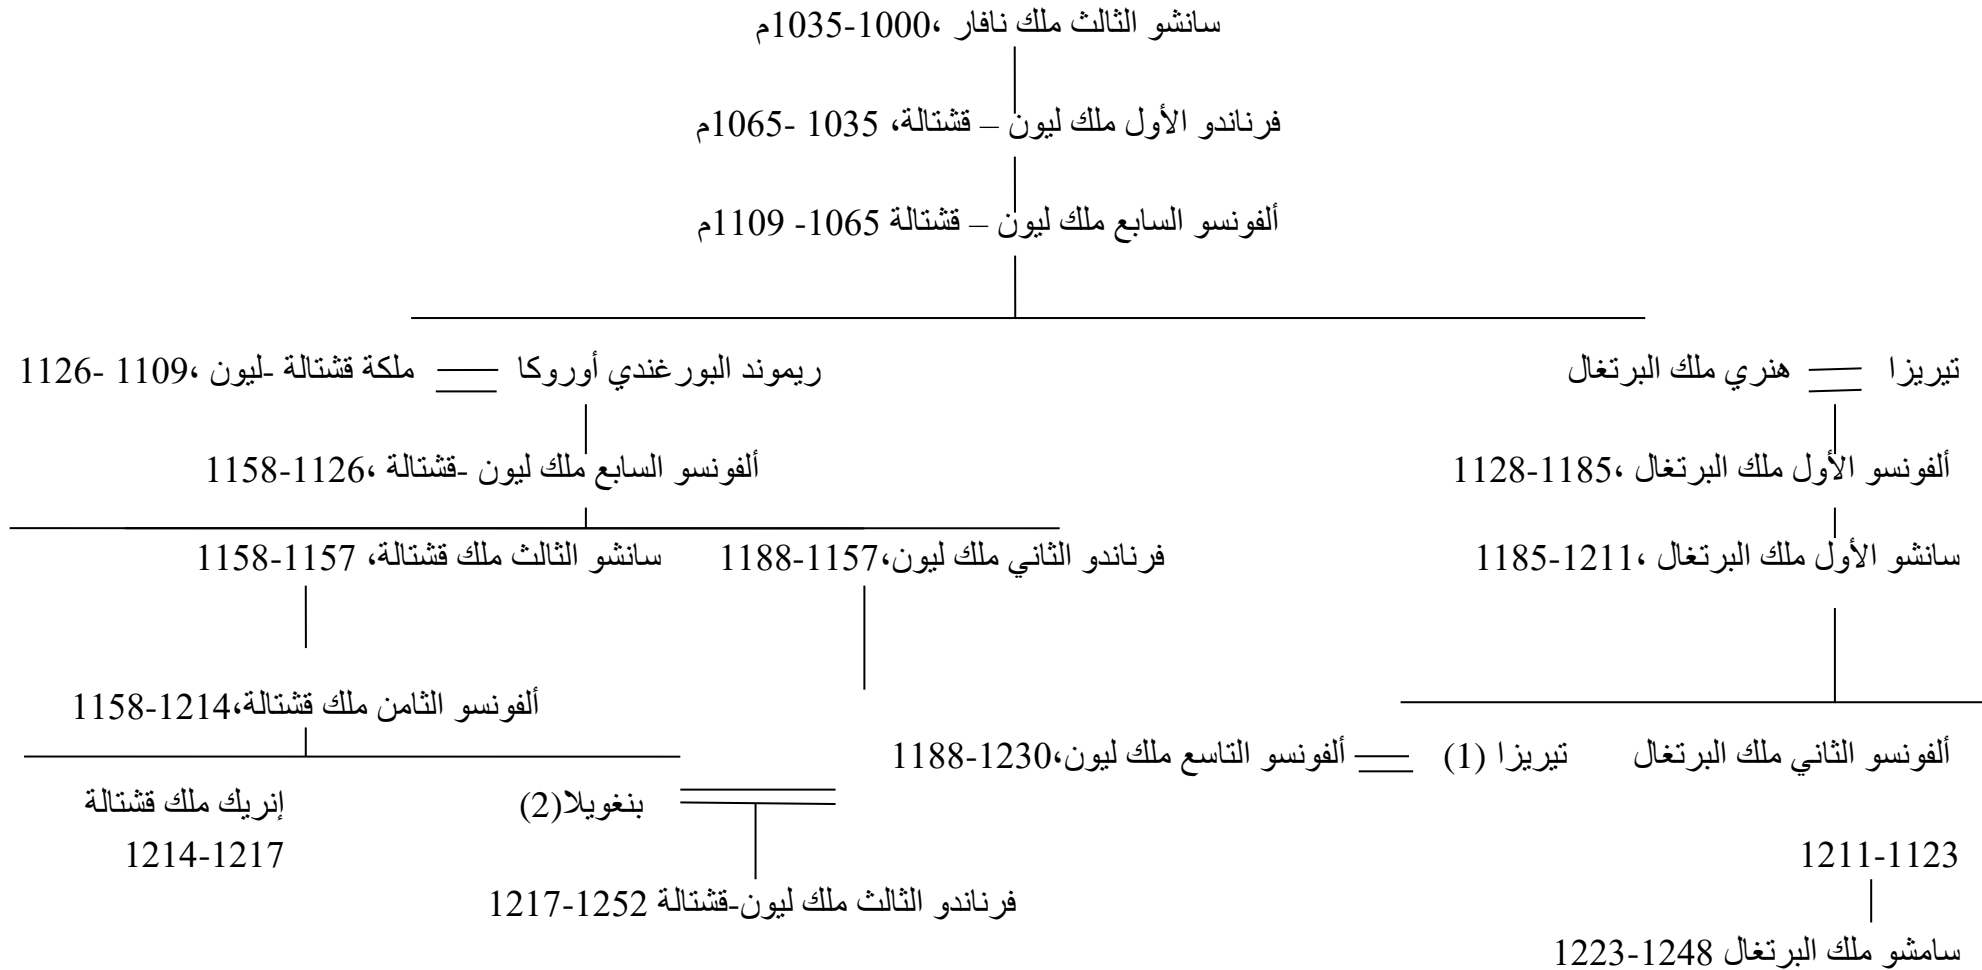 سانشو الثالث ملك نافار ،1000-1035م
فرناندو الأول ملك ليون – قشتالة، 1035 -1065م
ألفونسو السابع ملك ليون – قشتالة 1065- 1109م
تيريزا هنري ملك البرتغال ريموند البورغندي أوروكا ملكة قشتالة -ليون ،1109 -1126
ألفونسو الأول ملك البرتغال ،1128-1185 ألفونسو السابع ملك ليون -قشتالة ،1126-1158
سانشو الأول ملك البرتغال ،1185-1211 فرناندو الثاني ملك ليون،1157-1188 سانشو الثالث ملك قشتالة، 1157-1158
ألفونسو الثامن ملك قشتالة،1158-1214
ألفونسو الثاني ملك البرتغال تيريزا (1) ألفونسو التاسع ملك ليون،1188-1230
بنغويلا(2) إنريك ملك قشتالة
1211-1123 1214-1217
فرناندو الثالث ملك ليون-قشتالة 1217-1252
سامشو ملك البرتغال 1223-1248